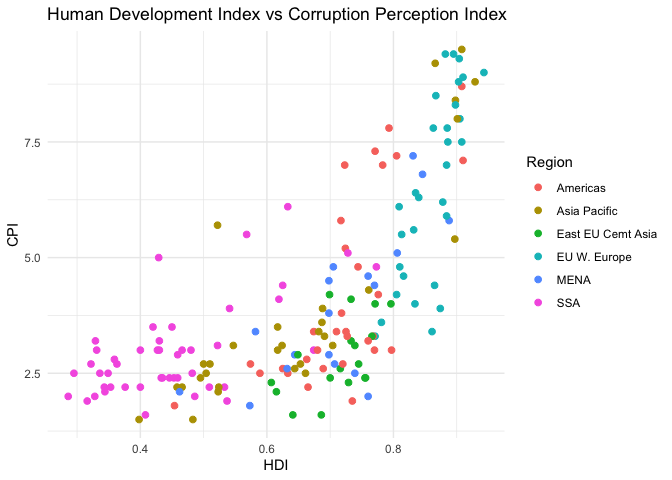 Human Development Index vs Corruption Perception Index
7.5
5.0
2.5
CPI
0.4
0.6
0.8
HDI
Region
Americas
Asia Pacific
East EU Cemt Asia
EU W. Europe
MENA
SSA